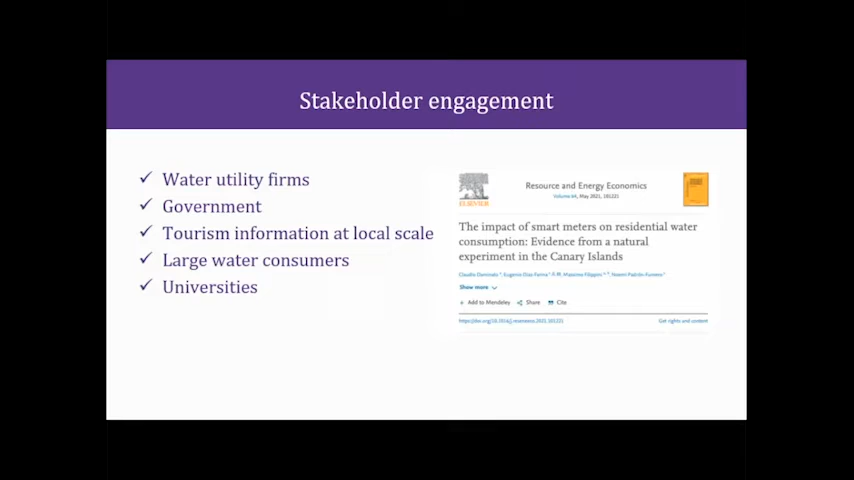 Stakeholder engagement
✓ Water utility firms
✓ Government
✓ Tourism information at local scale
✓ Large water consumers
✓ Universities
ELSEVIER
Resource and Energy Economics
Volume 64, May 2021, 101221
The impact of smart meters on residential water
consumption: Evidence from a natural
experiment in the Canary Islands
Show more
Add to Mendeley Share Cite
Get rights and content